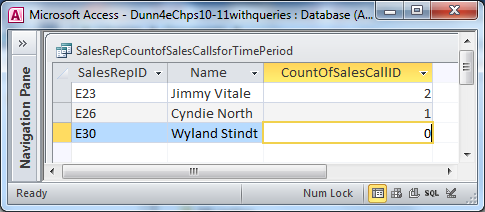 Microsoft Access - Dunn4eChps10-11withqueries : Database (A...
SalesRepCountofSalesCallsforTimePeriod
Navigation Pane
SalesRepID Name CountOfSalesCallID
E23 Jimmy Vitale 2
E26 Cyndie North 1
E30 Wyland Stindt 0
Ready Num Lock SQL